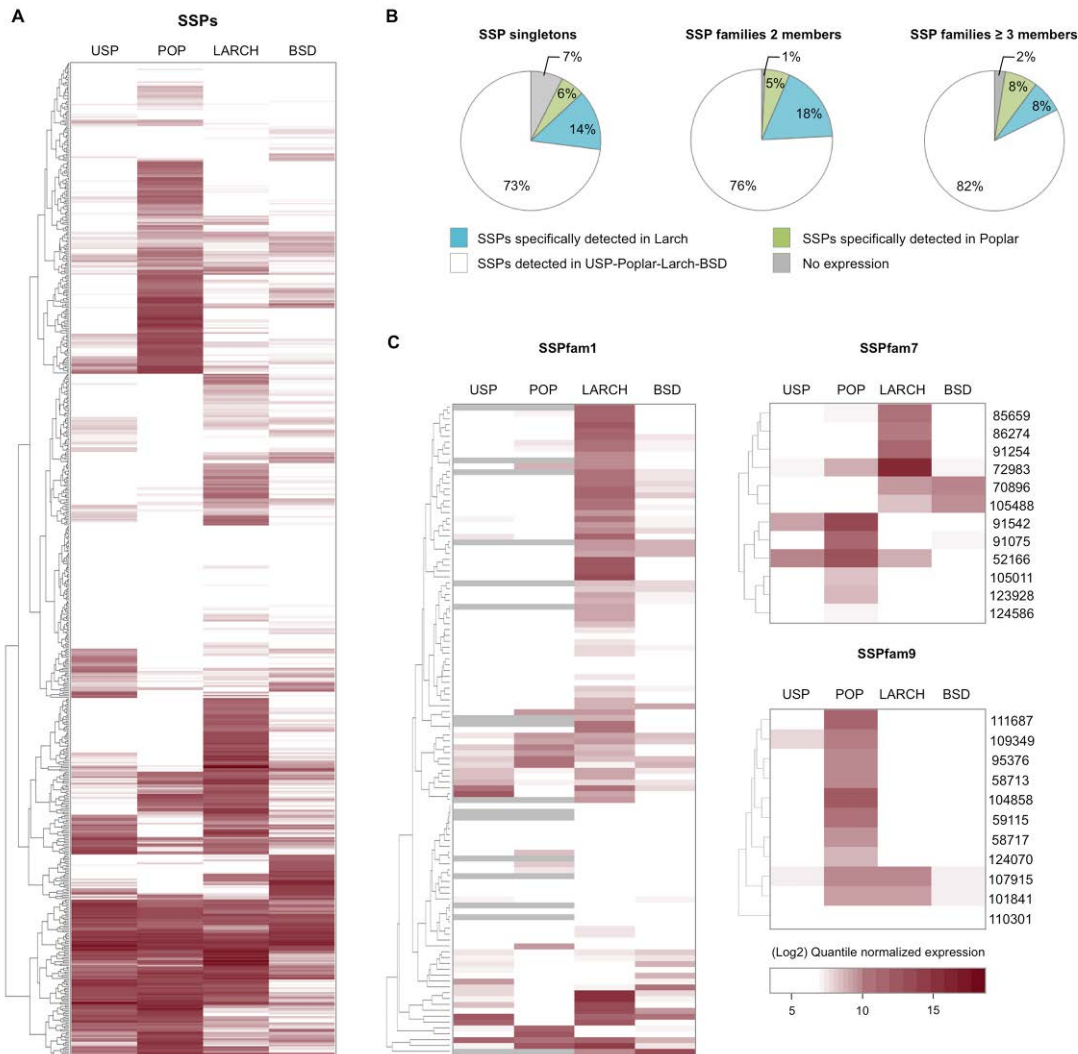 A
SSPs
USP POP LARCH BSD
B
SSP singletons
7%
6%
14%
73%
SSP families 2 members
1%
5%
18%
76%
SSP families ≥ 3 members
2%
8%
8%
82%
SSPs specifically detected in Larch
SSPs specifically detected in Poplar
SSPs detected in USP-Poplar-Larch-BSD
No expression
C
SSPfam1
USP POP LARCH BSD
SSPfam7
USP POP LARCH BSD
85659
86274
91254
72983
70896
105488
91542
91075
52166
105011
123928
124586
SSPfam9
USP POP LARCH BSD
111687
109349
95376
58713
104858
59115
58717
124070
107915
101841
110301
(Log2) Quantile normalized expression
5 10 15